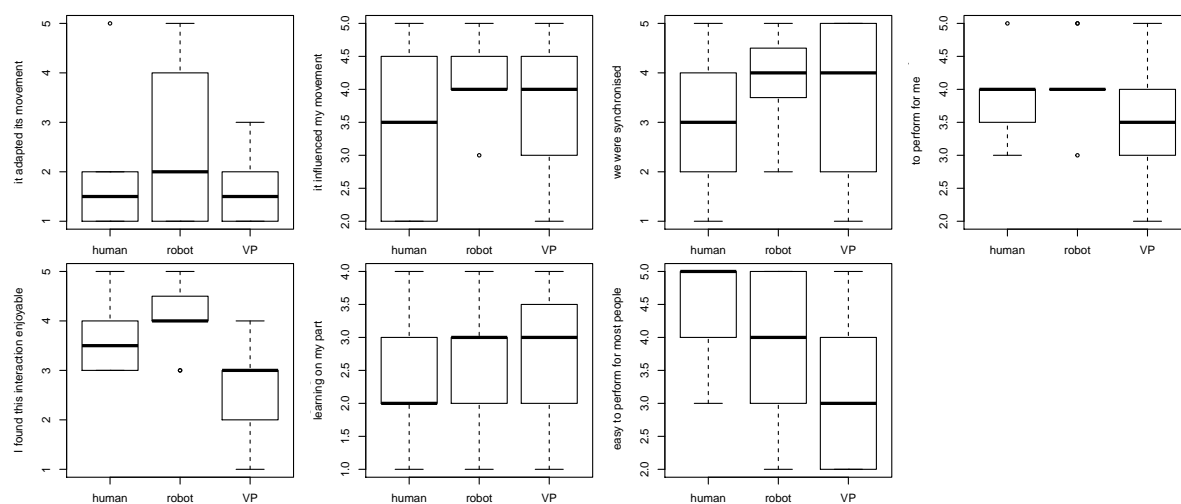 it adapted its movement
1 2 3 4 5
human robot VP
it influenced my movement
2.0 2.5 3.0 3.5 4.0 4.5 5.0
human robot VP
we were synchronised
1 2 3 4 5
human robot VP
to perform for me
2.0 2.5 3.0 3.5 4.0 4.5 5.0
human robot VP
I found this interaction enjoyable
1 2 3 4 5
human robot VP
learning on my part
1.0 1.5 2.0 2.5 3.0 3.5 4.0
human robot VP
easy to perform for most people
2.0 2.5 3.0 3.5 4.0 4.5 5.0
human robot VP